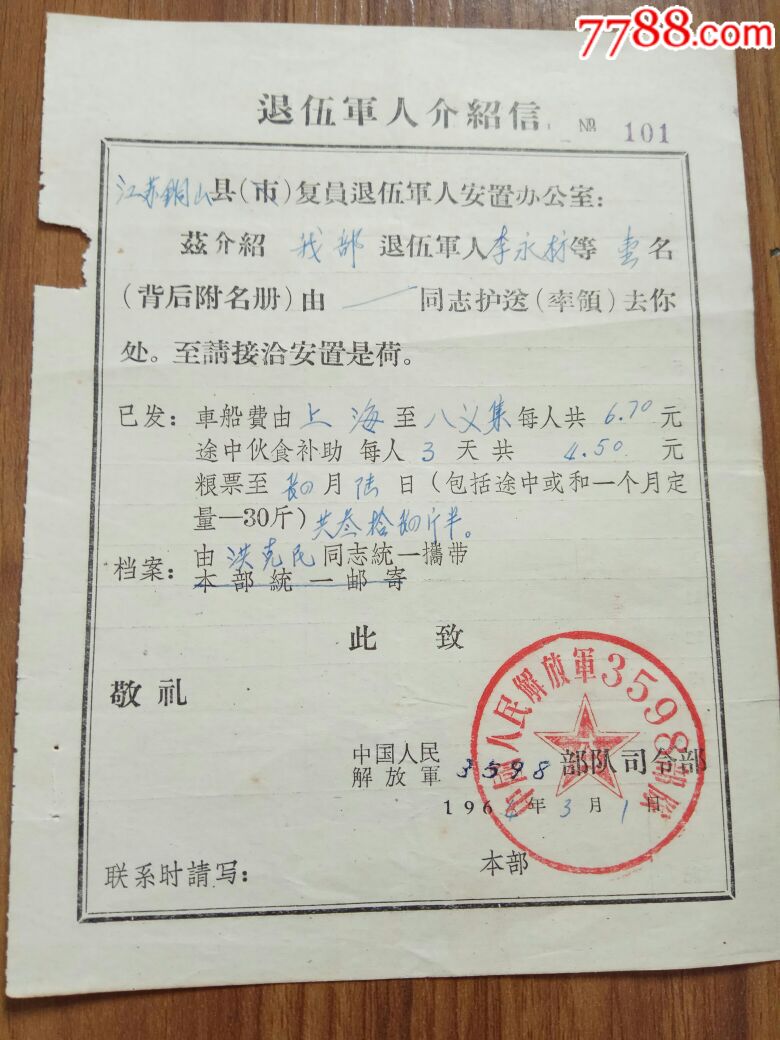 7788.com
退伍軍人介紹信 № 101
江苏銅山县(市)复員退伍軍人安置办公室:
茲介紹 我部 退伍軍人李永标等 壹名
(背后附名册)由 同志护送(率領)去你
处。至請接洽安置是荷。
已发: 車船費由 上海 至 八义集 每人共 6.70 元
途中伙食补助 每人 3 天共 4.50 元
粮票至 月 陆 日(包括途中或和一个月定
量—30斤)共叁拾 斤半。
档案: 由 洪克民 同志統一攜带
本部統一邮寄
此致
敬礼
中国人民解放軍3598部隊
中国人民
解放軍 3598 部队司令部
196 年 3 月 1 日
联系时請写: 本部